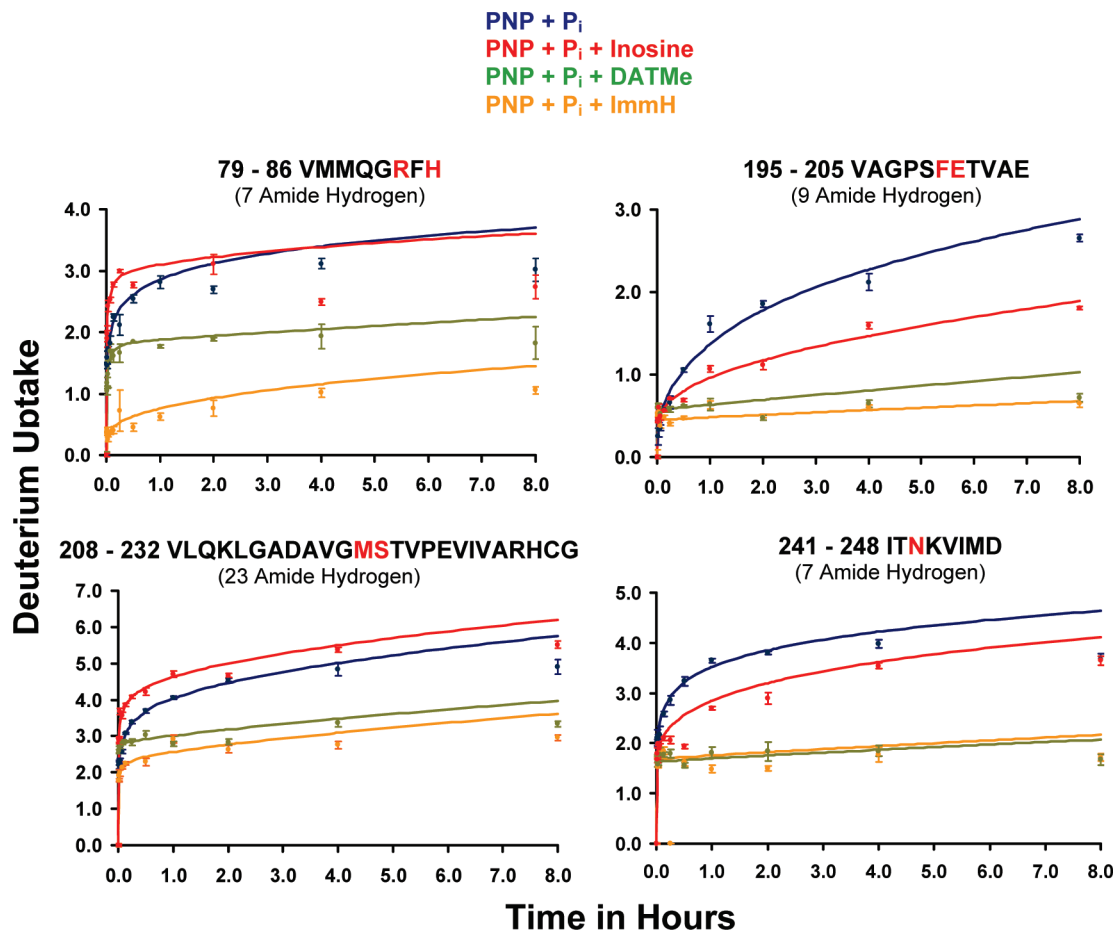 PNP + Pi
PNP + Pi + Inosine
PNP + Pi + DATMe
PNP + Pi + ImmH
79 - 86 VMMQGRFH
(7 Amide Hydrogen)
4.0
3.0
2.0
1.0
0.0
0.0 1.0 2.0 3.0 4.0 5.0 6.0 7.0 8.0
195 - 205 VAGPSFETVAE
(9 Amide Hydrogen)
3.0
2.0
1.0
0.0
0.0 1.0 2.0 3.0 4.0 5.0 6.0 7.0 8.0
208 - 232 VLQKLGADAVGMSTVPEVIVARHCG
(23 Amide Hydrogen)
7.0
6.0
5.0
4.0
3.0
2.0
1.0
0.0
0.0 1.0 2.0 3.0 4.0 5.0 6.0 7.0 8.0
241 - 248 ITNKVIMD
(7 Amide Hydrogen)
5.0
4.0
3.0
2.0
1.0
0.0
0.0 1.0 2.0 3.0 4.0 5.0 6.0 7.0 8.0
Deuterium Uptake
Time in Hours